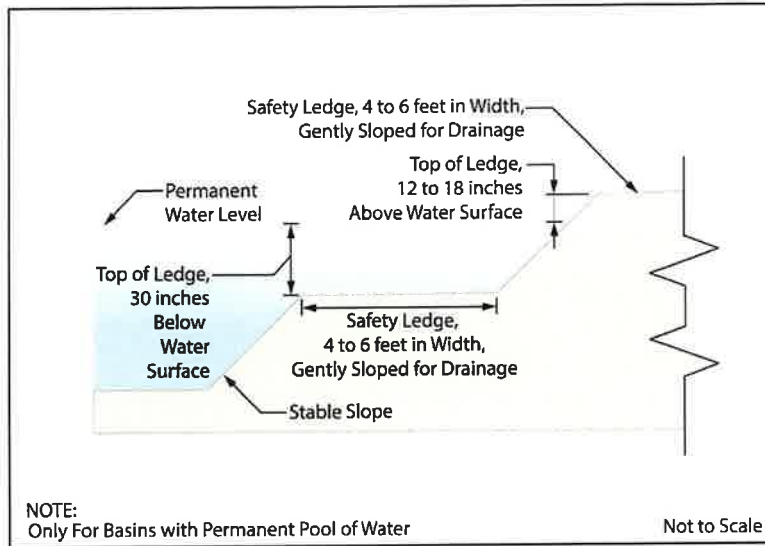 Safety Ledge, 4 to 6 feet in Width,
Gently Sloped for Drainage
Top of Ledge,
12 to 18 inches
Above Water Surface
Permanent
Water Level
Top of Ledge,
30 inches
Below
Water
Surface
Safety Ledge,
4 to 6 feet in Width,
Gently Sloped for Drainage
Stable Slope
NOTE:
Only For Basins with Permanent Pool of Water
Not to Scale